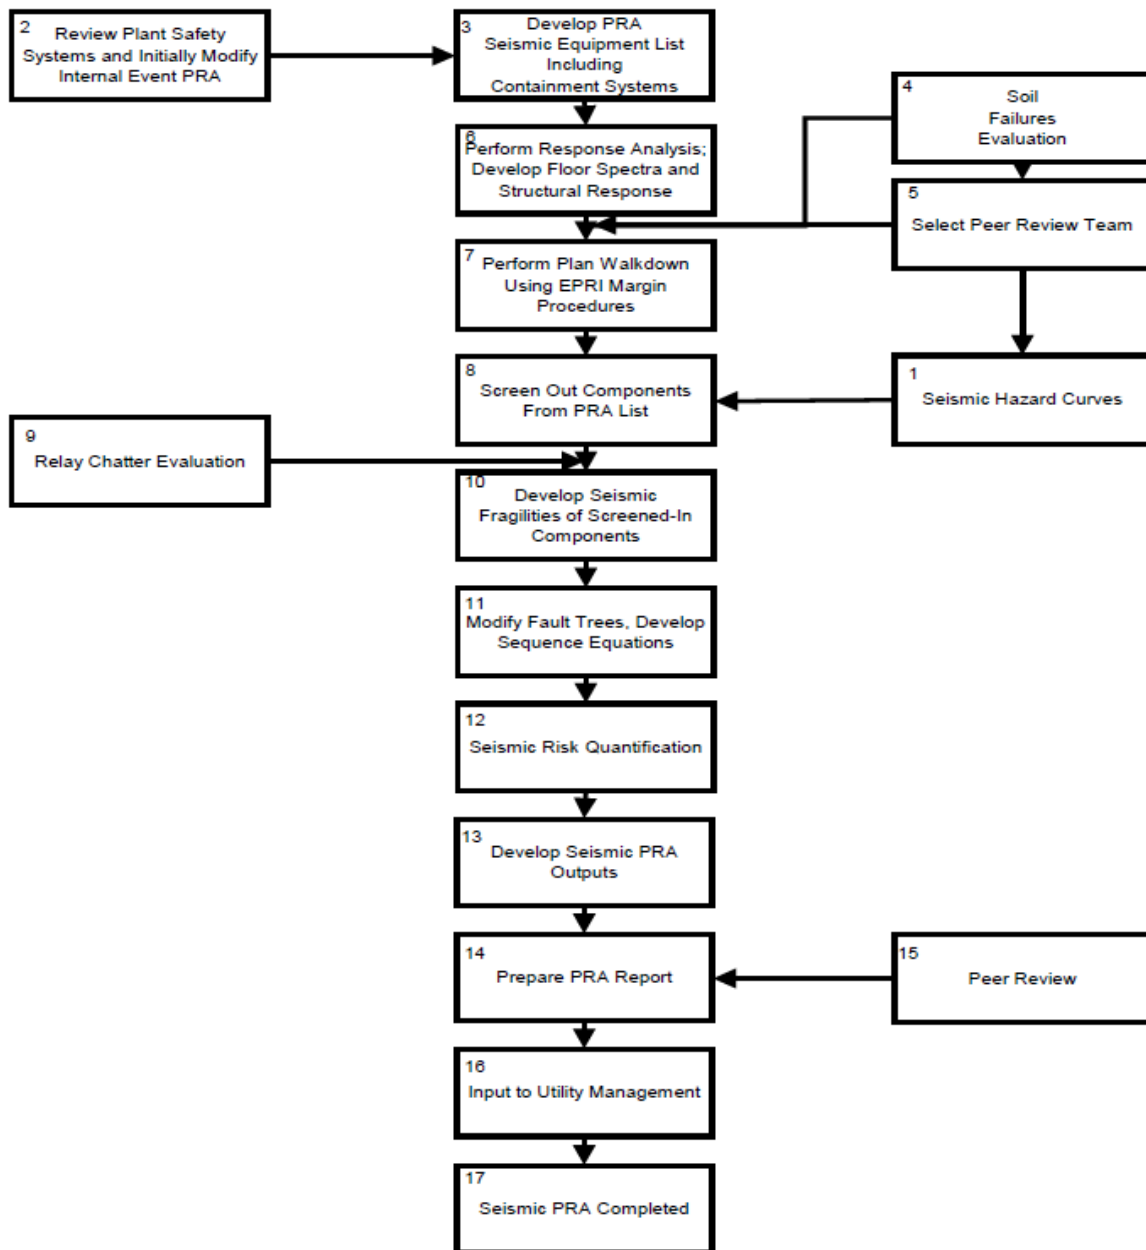 2
Review Plant Safety
Systems and Initially Modify
Internal Event PRA
3
Develop PRA
Seismic Equipment List
Including
Containment Systems
4
Soil
Failures
Evaluation
6
Perform Response Analysis;
Develop Floor Spectra and
Structural Response
5
Select Peer Review Team
7
Perform Plan Walkdown
Using EPRI Margin
Procedures
8
Screen Out Components
From PRA List
1
Seismic Hazard Curves
9
Relay Chatter Evaluation
10
Develop Seismic
Fragilities of Screened-In
Components
11
Modify Fault Trees, Develop
Sequence Equations
12
Seismic Risk Quantification
13
Develop Seismic PRA
Outputs
14
Prepare PRA Report
15
Peer Review
16
Input to Utility Management
17
Seismic PRA Completed